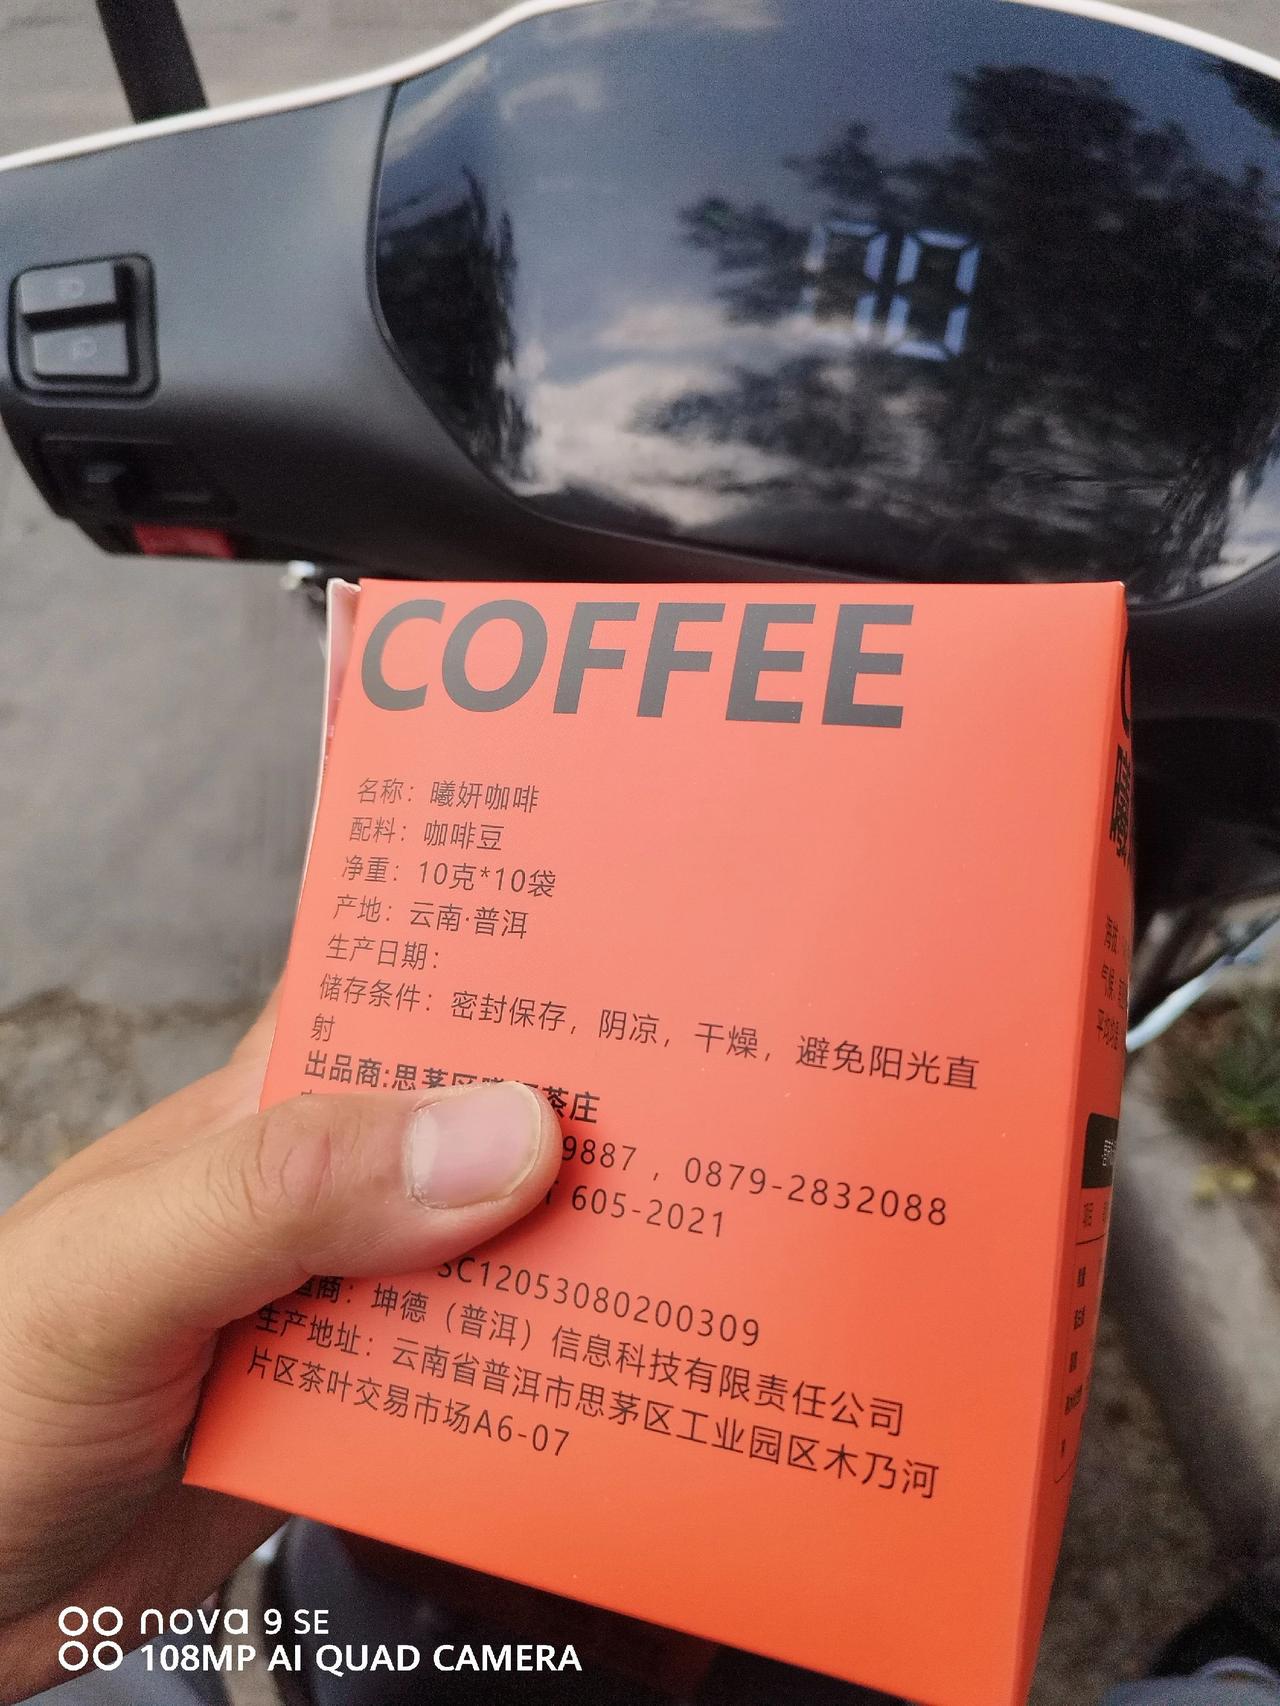 COFFEE
名称：曦妍咖啡
配料：咖啡豆
净重：10克*10袋
产地：云南·普洱
生产日期：
储存条件：密封保存，阴凉，干燥，避免阳光直
射
出品商:思茅区 茶庄
9887，0879-2832088
605-2021
SC12053080200309
商：坤德（普洱）信息科技有限责任公司
生产地址：云南省普洱市思茅区工业园区木乃河
片区茶叶交易市场A6-07
海拔
气候
平均
nova 9 SE
108MP AI QUAD CAMERA